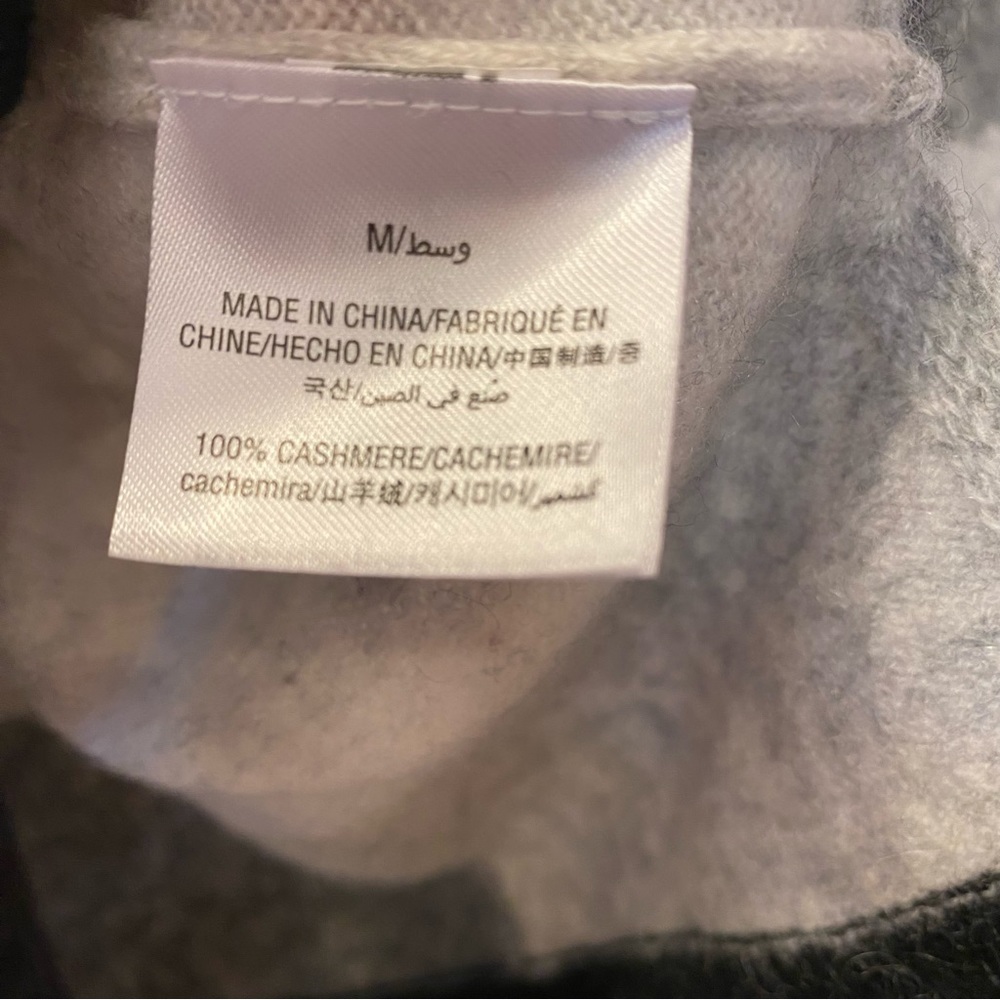 M/وسط
MADE IN CHINA/FABRIQUÉ EN
CHINE/HECHO EN CHINA/中国制造/중
국산/صُنع في الصين
100% CASHMERE/CACHEMIRE/
cachemira/山羊绒/캐시미어/كشمير